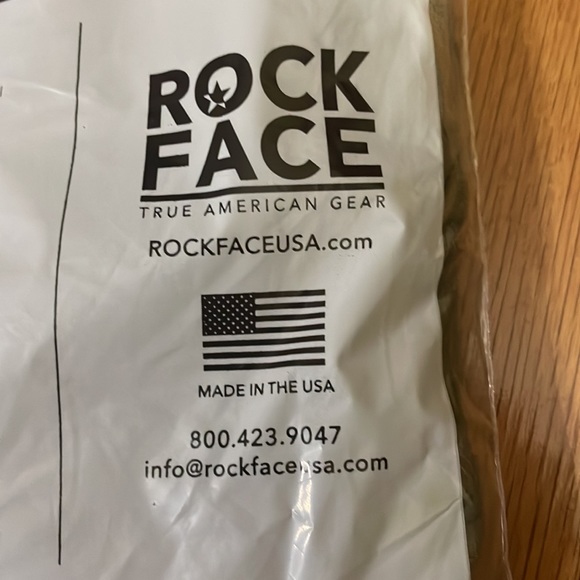 ROCK
FACE
TRUE AMERICAN GEAR
ROCKFACEUSA.com
MADE IN THE USA
800.423.9047
info@rockfaceusa.com